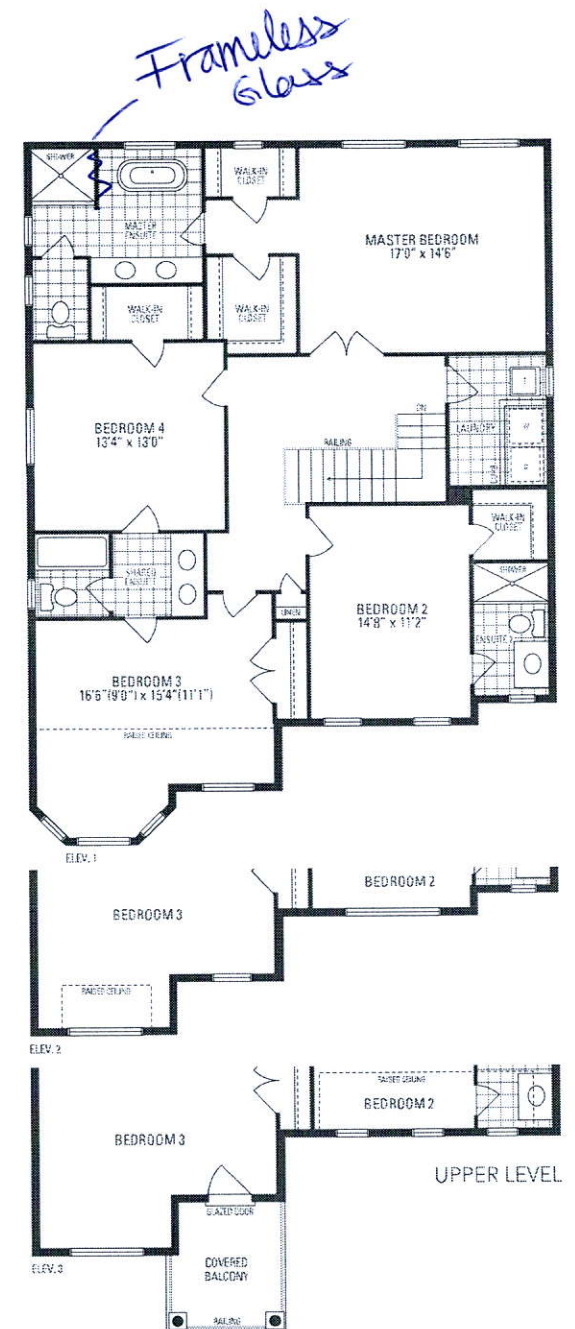 Frameless
Glass
SHOWER
WALK-IN
CLOSET
MASTER
ENSUITE
MASTER BEDROOM
17'0" x 14'6"
WALK-IN
CLOSET
WALK-IN
CLOSET
BEDROOM 4
13'4" x 13'0"
DN
RAILING
LAUNDRY
WALK-IN
CLOSET
SHARED
ENSUITE
SHOWER
LINEN
BEDROOM 2
14'8" x 11'2"
ENSUITE 2
BEDROOM 3
16'6"(9'0") x 15'4"(11'1")
RAISED CEILING
ELEV. 1
BEDROOM 2
BEDROOM 3
RAISED CEILING
ELEV. 2
RAISED CEILING
BEDROOM 2
BEDROOM 3
UPPER LEVEL
GLAZED DOOR
ELEV. 3
COVERED
BALCONY
RAILING